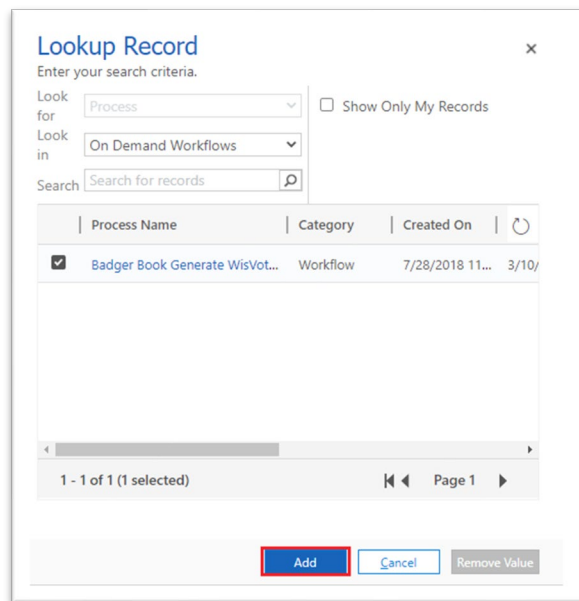 Lookup Record
Enter your search criteria.
Look for Process
Show Only My Records
Look in On Demand Workflows
Search Search for records
Process Name Category Created On
Badger Book Generate WisVot... Workflow 7/28/2018 11... 3/10/
1 - 1 of 1 (1 selected) Page 1
Add Cancel Remove Value